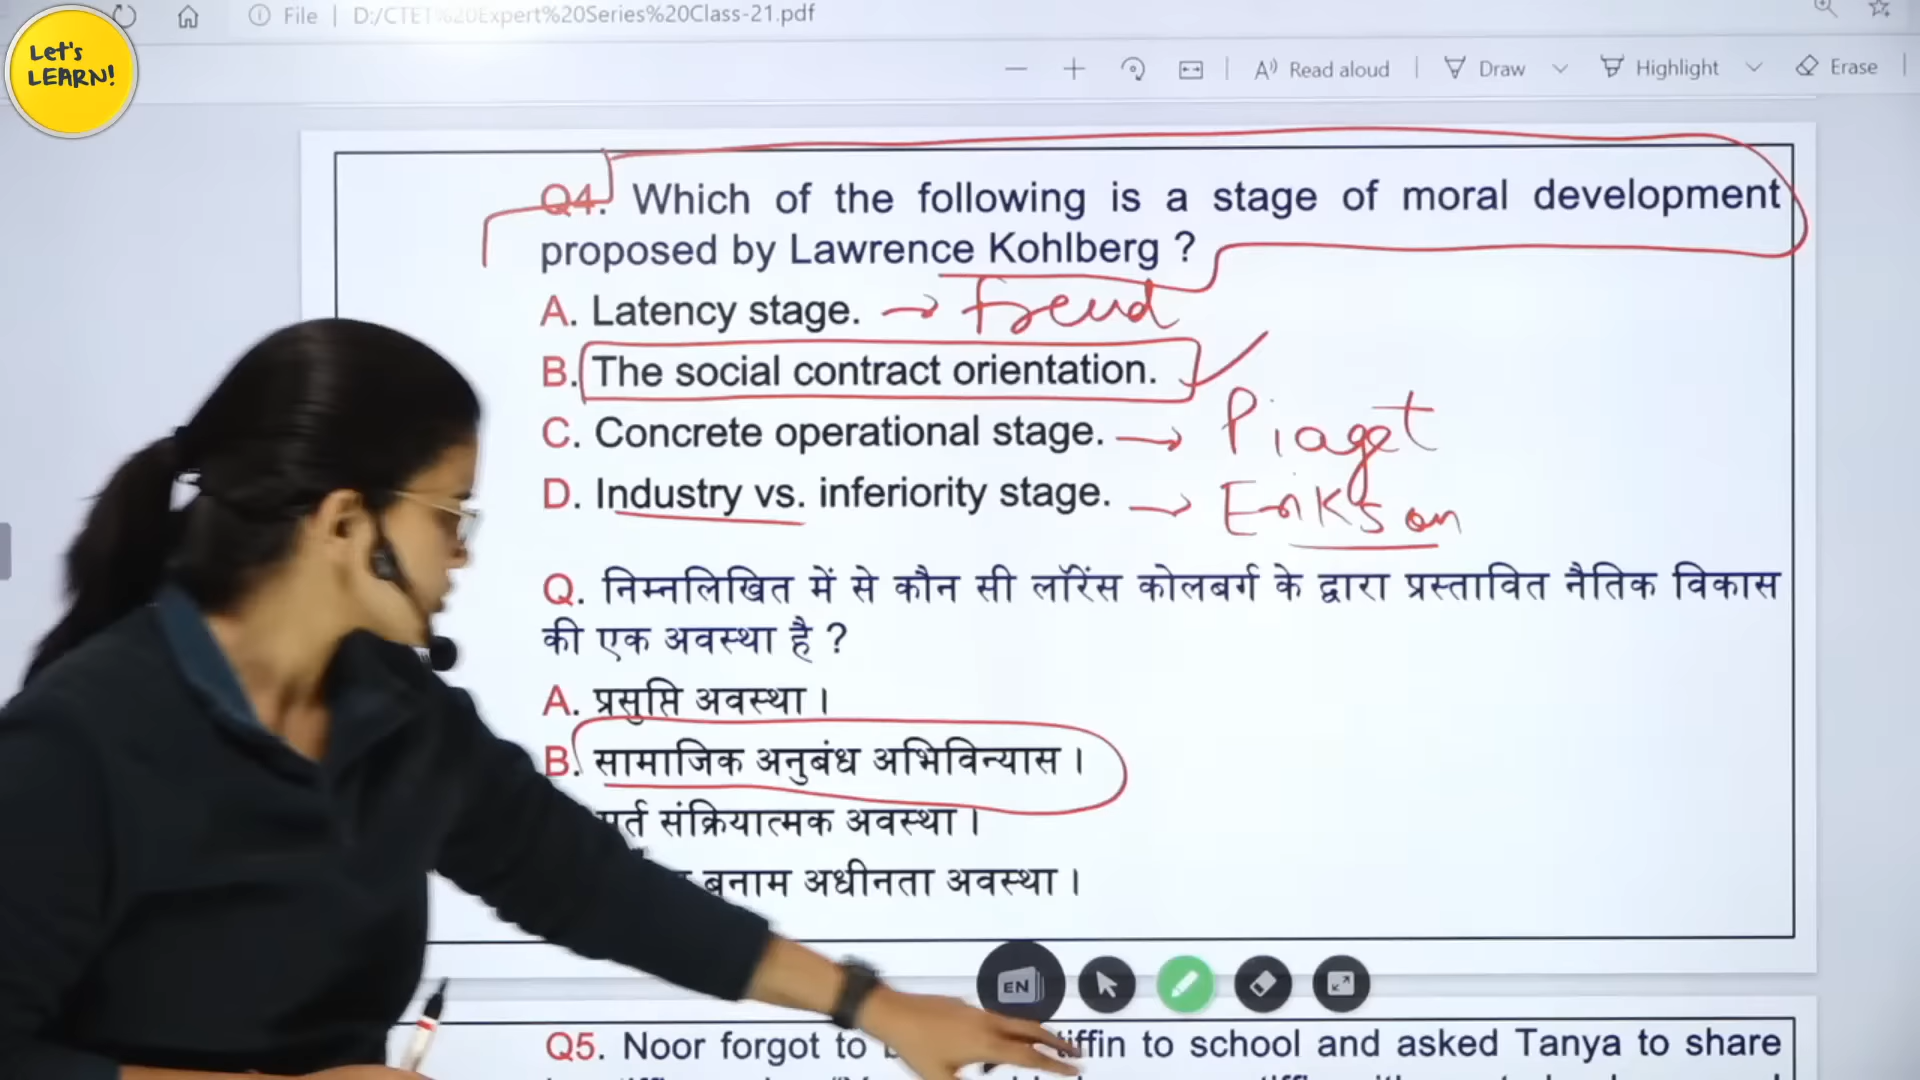 Let's
LEARN!
File | D:/CTET%20Expert%20Series%20Class-21.pdf
Read aloud
Draw
Highlight
Erase
Q4. Which of the following is a stage of moral development
proposed by Lawrence Kohlberg ?
A. Latency stage. → Freud
B. The social contract orientation.
C. Concrete operational stage. → Piaget
D. Industry vs. inferiority stage. → Erikson
Q. निम्नलिखित में से कौन सी लॉरेंस कोलबर्ग के द्वारा प्रस्तावित नैतिक विकास
की एक अवस्था है ?
A. प्रसुप्ति अवस्था ।
B. सामाजिक अनुबंध अभिविन्यास ।
संक्रियात्मक अवस्था ।
बनाम अधीनता अवस्था ।
EN
Q5. Noor forgot to tiffin to school and asked Tanya to share